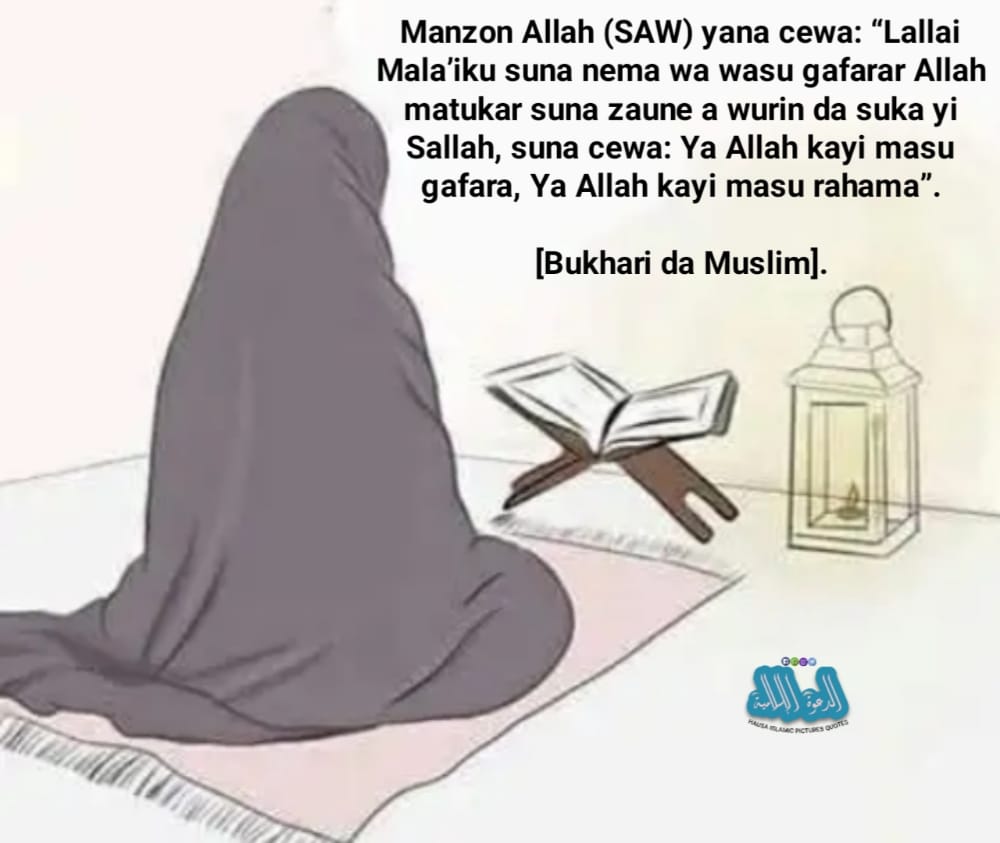 Manzon Allah (SAW) yana cewa: “Lallai
Mala’iku suna nema wa wasu gafarar Allah
matukar suna zaune a wurin da suka yi
Sallah, suna cewa: Ya Allah kayi masu
gafara, Ya Allah kayi masu rahama”.
[Bukhari da Muslim].
الدعوة الإسلامية
HAUSA ISLAMIC PICTURES QUOTES